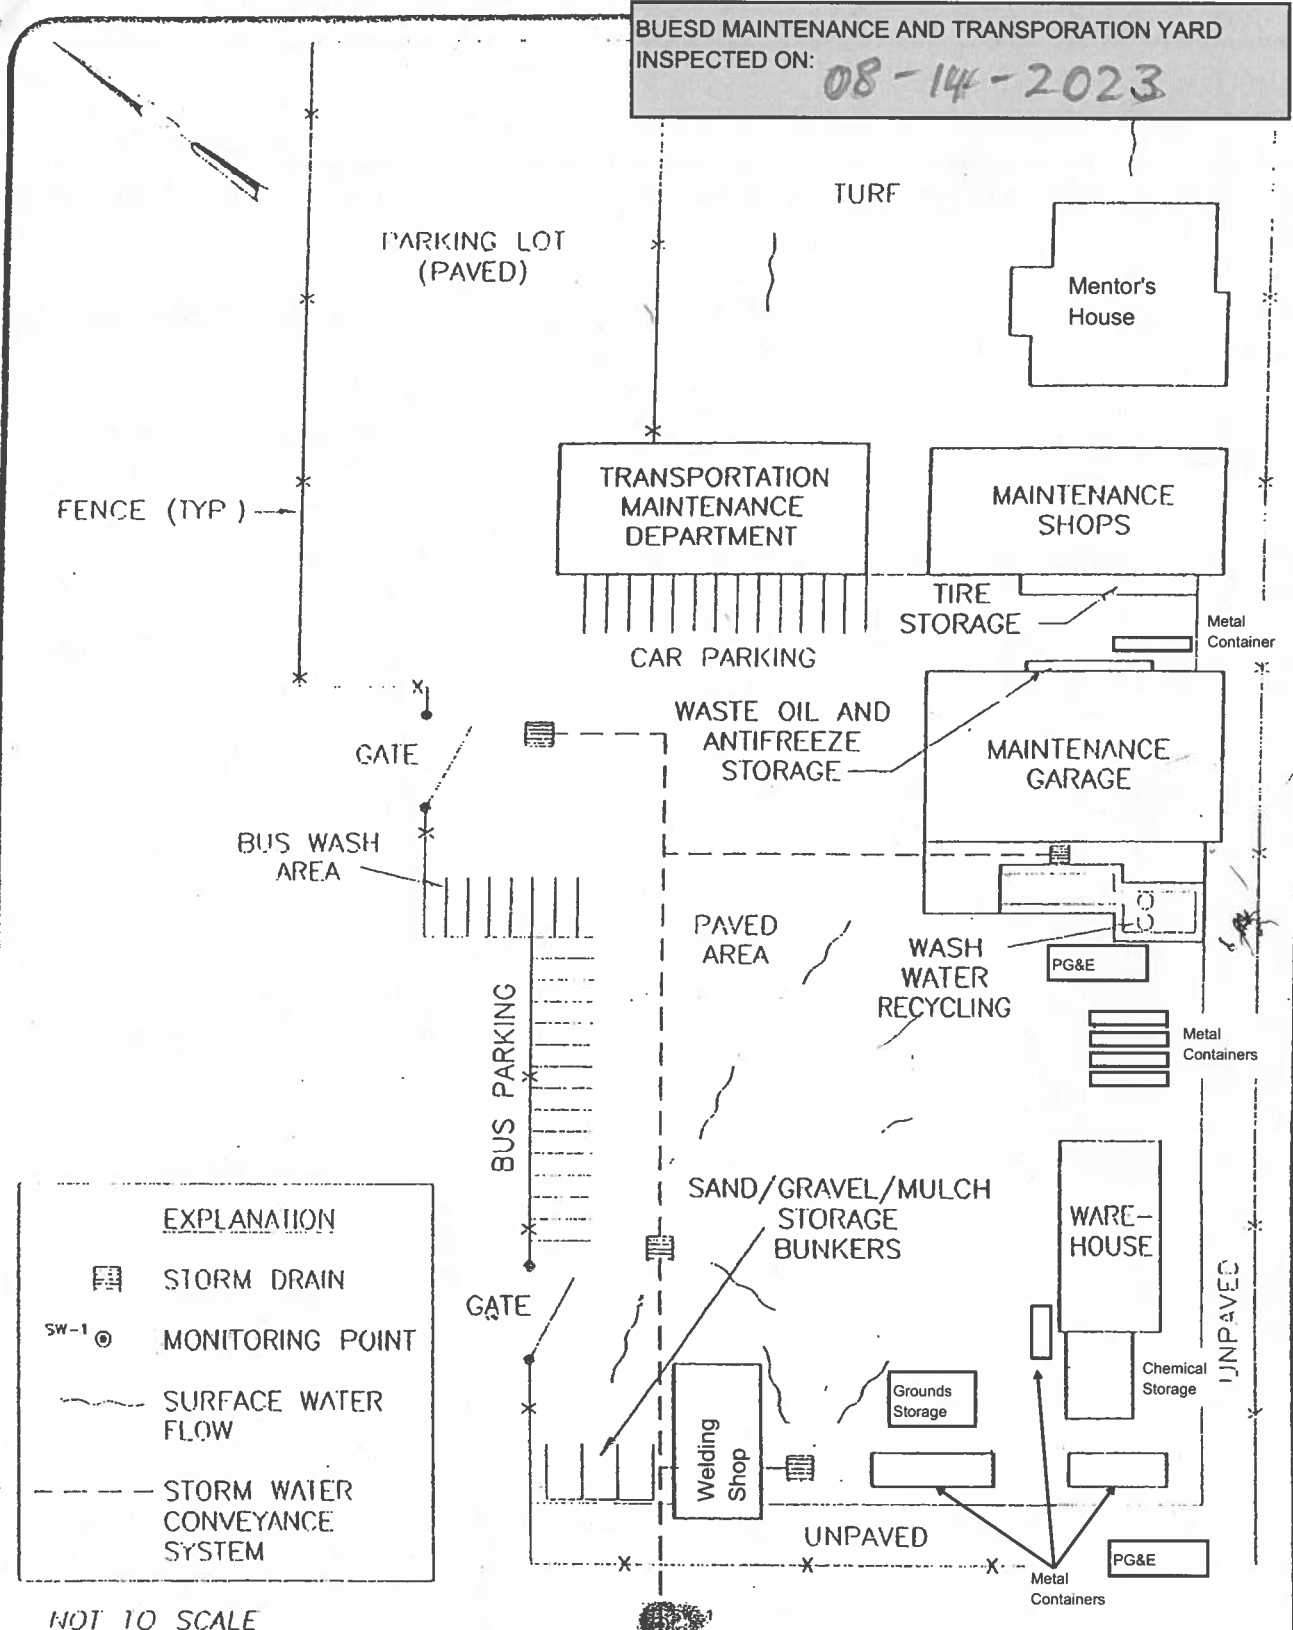 BUESD MAINTENANCE AND TRANSPORATION YARD
INSPECTED ON: 08-14-2023
TURF
PARKING LOT
(PAVED)
Mentor's
House
FENCE (TYP )
TRANSPORTATION
MAINTENANCE
DEPARTMENT
MAINTENANCE
SHOPS
TIRE
STORAGE
Metal
Container
CAR PARKING
WASTE OIL AND
ANTIFREEZE
STORAGE
MAINTENANCE
GARAGE
GATE
BUS WASH
AREA
PAVED
AREA
WASH
WATER
RECYCLING
PG&E
Metal
Containers
BUS PARKING
SAND/GRAVEL/MULCH
STORAGE
BUNKERS
WARE-
HOUSE
UNPAVED
GATE
Chemical
Storage
Grounds
Storage
Welding
Shop
UNPAVED
PG&E
Metal
Containers
EXPLANATION
STORM DRAIN
SW-1
MONITORING POINT
SURFACE WATER
FLOW
STORM WATER
CONVEYANCE
SYSTEM
NOT TO SCALE